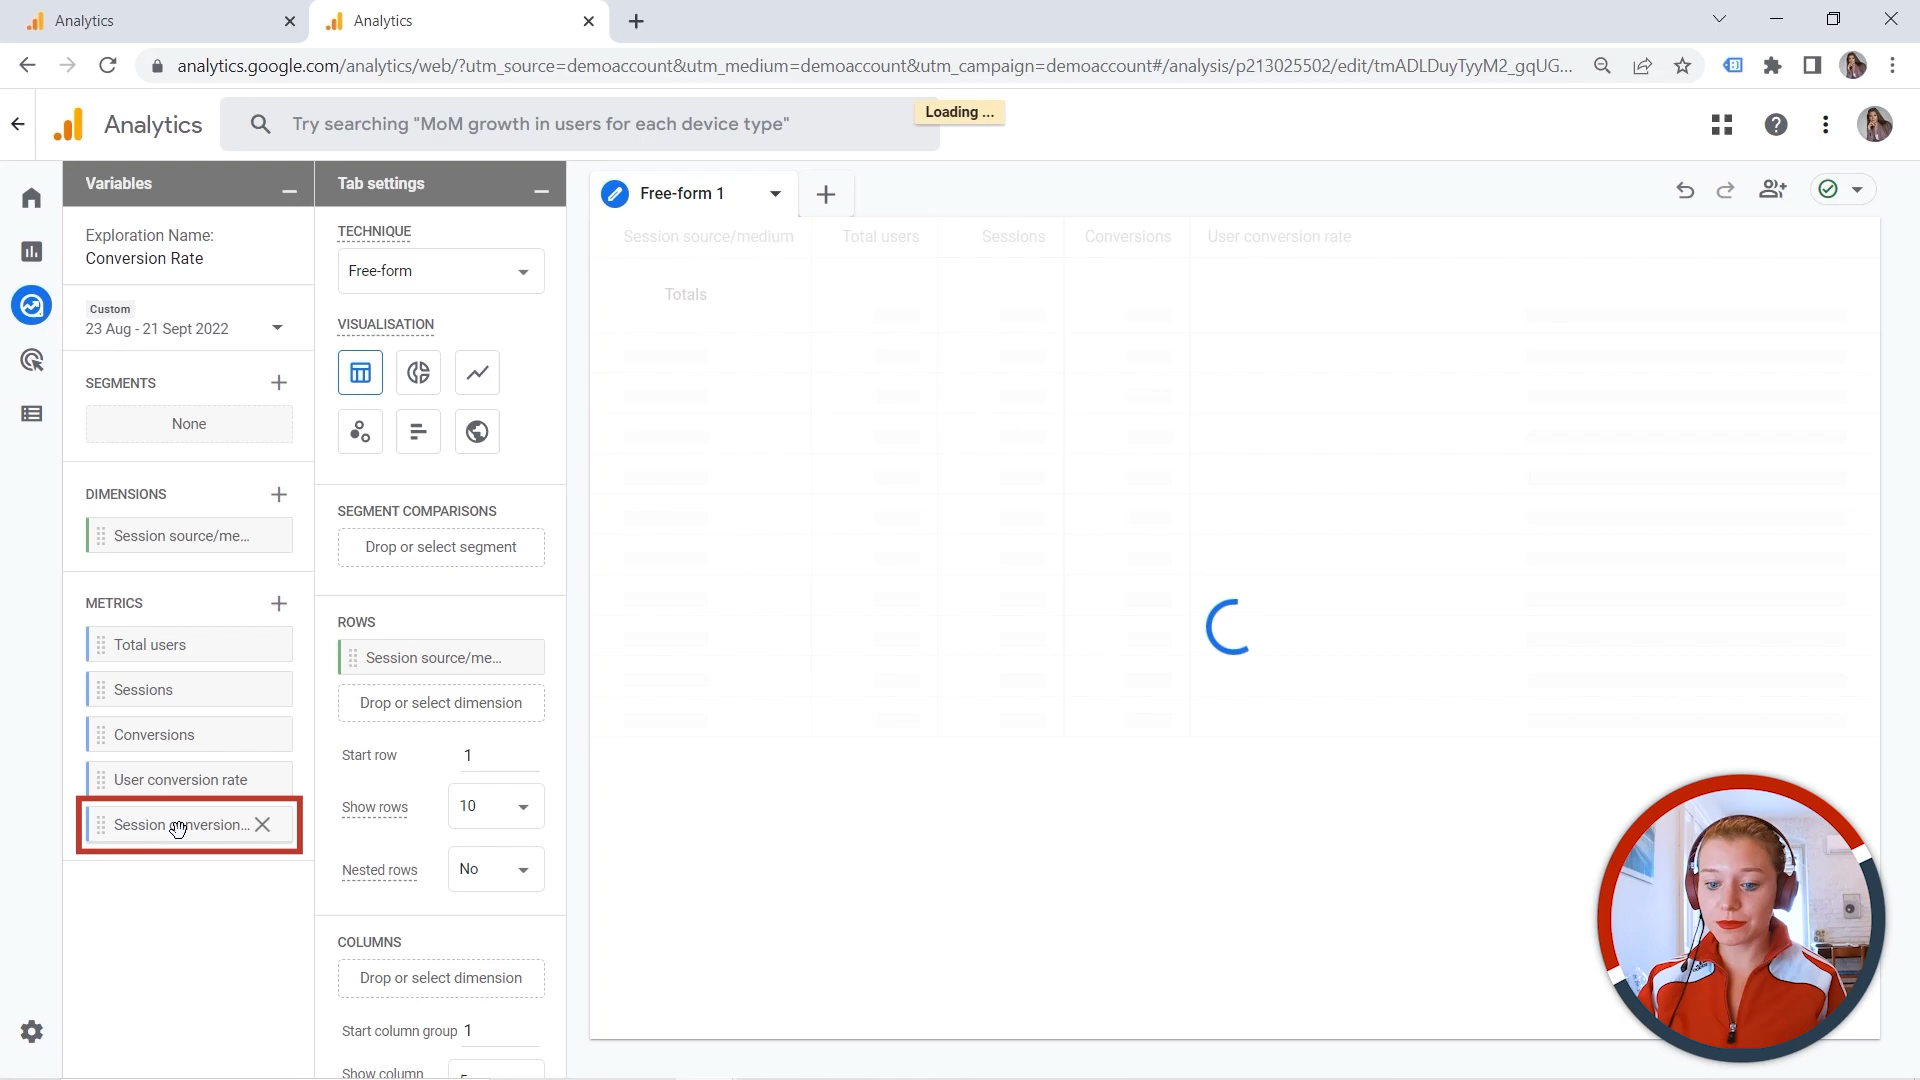 Analytics
Analytics
analytics.google.com/analytics/web/?utm_source=demoaccount&utm_medium=demoaccount&utm_campaign=demoaccount#/analysis/p213025502/edit/tmADLDuyTyyM2_gqUG...
Analytics
Try searching "MoM growth in users for each device type"
Loading ...
Variables
Exploration Name:
Conversion Rate
Custom
23 Aug - 21 Sept 2022
SEGMENTS
None
DIMENSIONS
Session source/me...
METRICS
Total users
Sessions
Conversions
User conversion rate
Session conversion...
Tab settings
TECHNIQUE
Free-form
VISUALISATION
SEGMENT COMPARISONS
Drop or select segment
ROWS
Session source/me...
Drop or select dimension
Start row 1
Show rows 10
Nested rows No
COLUMNS
Drop or select dimension
Start column group 1
Show column
Free-form 1
Session source/medium Total users Sessions Conversions User conversion rate
Totals